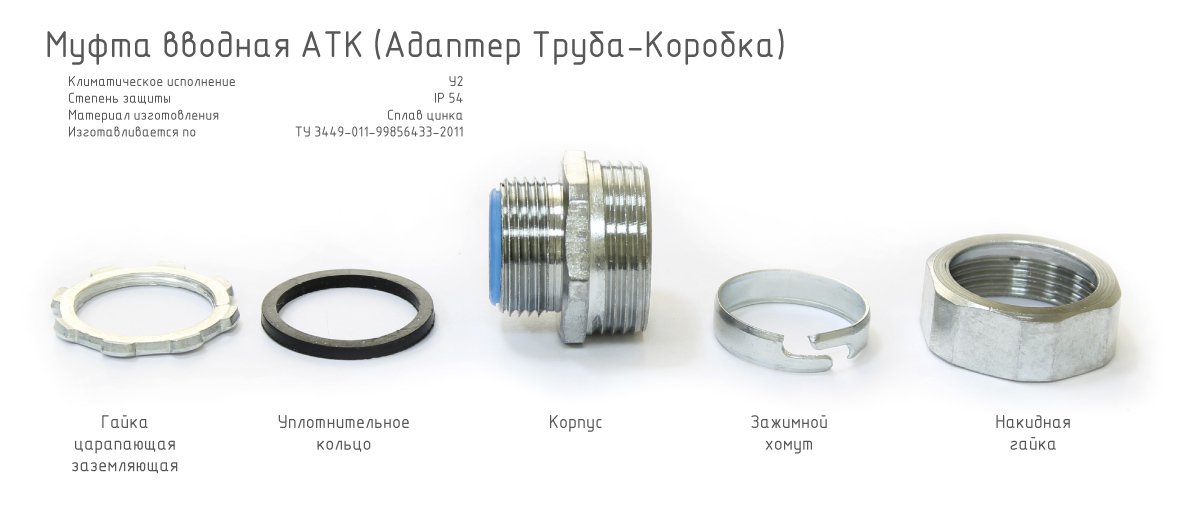 Муфта вводная АТК (Адаптер Труба-Коробка)
Климатическое исполнение У2
Степень защиты IP 54
Материал изготовления Сплав цинка
Изготавливается по ТУ 3449-011-99856433-2011
Гайка
царапающая
заземляющая
Уплотнительное
кольцо
Корпус
Зажимной
хомут
Накидная
гайка